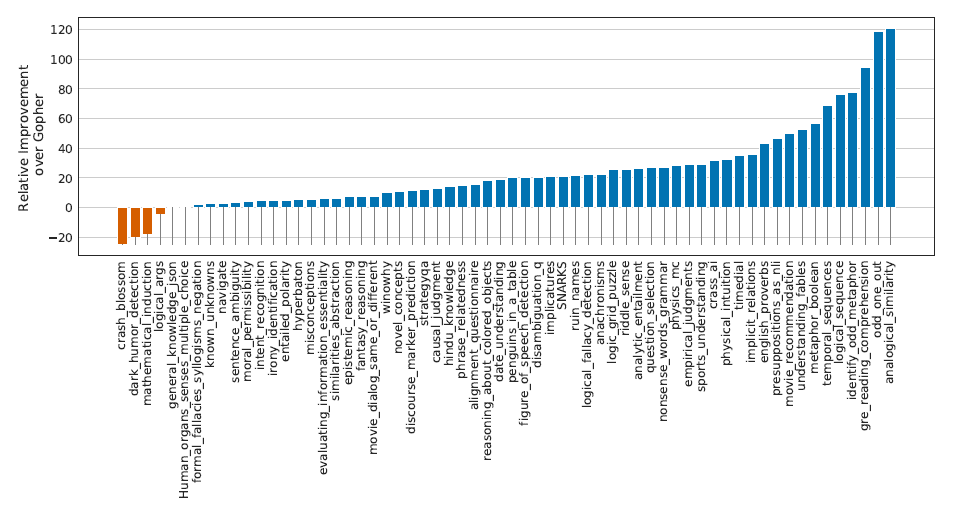 Relative Improvement
over Gopher
120
100
80
60
40
20
0
−20
crash_blossom
dark_humor_detection
mathematical_induction
logical_args
general_knowledge_json
Human_organs_senses_multiple_choice
formal_fallacies_syllogisms_negation
known_unknowns
navigate
sentence_ambiguity
moral_permissibility
intent_recognition
irony_identification
entailed_polarity
hyperbaton
misconceptions
evaluating_information_essentiality
similarities_abstraction
epistemic_reasoning
fantasy_reasoning
movie_dialog_same_or_different
winowhy
novel_concepts
discourse_marker_prediction
strategyqa
causal_judgment
hindu_knowledge
phrase_relatedness
alignment_questionnaire
reasoning_about_colored_objects
date_understanding
penguins_in_a_table
figure_of_speech_detection
disambiguation_q
implicatures
SNARKS
ruin_names
logical_fallacy_detection
anachronisms
logic_grid_puzzle
riddle_sense
analytic_entailment
question_selection
nonsense_words_grammar
physics_mc
empirical_judgments
sports_understanding
crass_ai
physical_intuition
timedial
implicit_relations
english_proverbs
presuppositions_as_nli
movie_recommendation
understanding_fables
metaphor_boolean
temporal_sequences
logical_sequence
identify_odd_metaphor
gre_reading_comprehension
odd_one_out
analogical_similarity